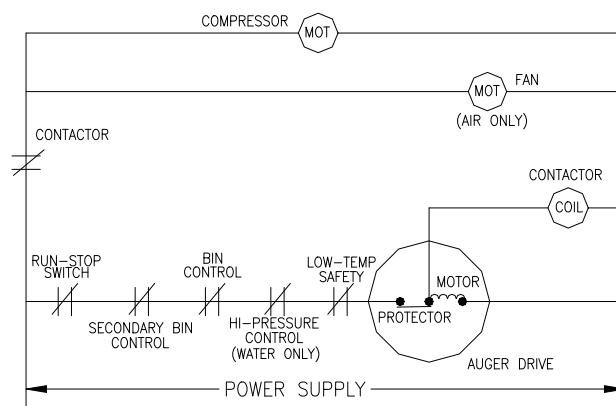 COMPRESSOR
MOT
MOT
FAN
(AIR ONLY)
CONTACTOR
CONTACTOR
COIL
RUN-STOP
SWITCH
SECONDARY BIN
CONTROL
BIN
CONTROL
HI-PRESSURE
CONTROL
(WATER ONLY)
LOW-TEMP
SAFETY
MOTOR
PROTECTOR
AUGER DRIVE
POWER SUPPLY